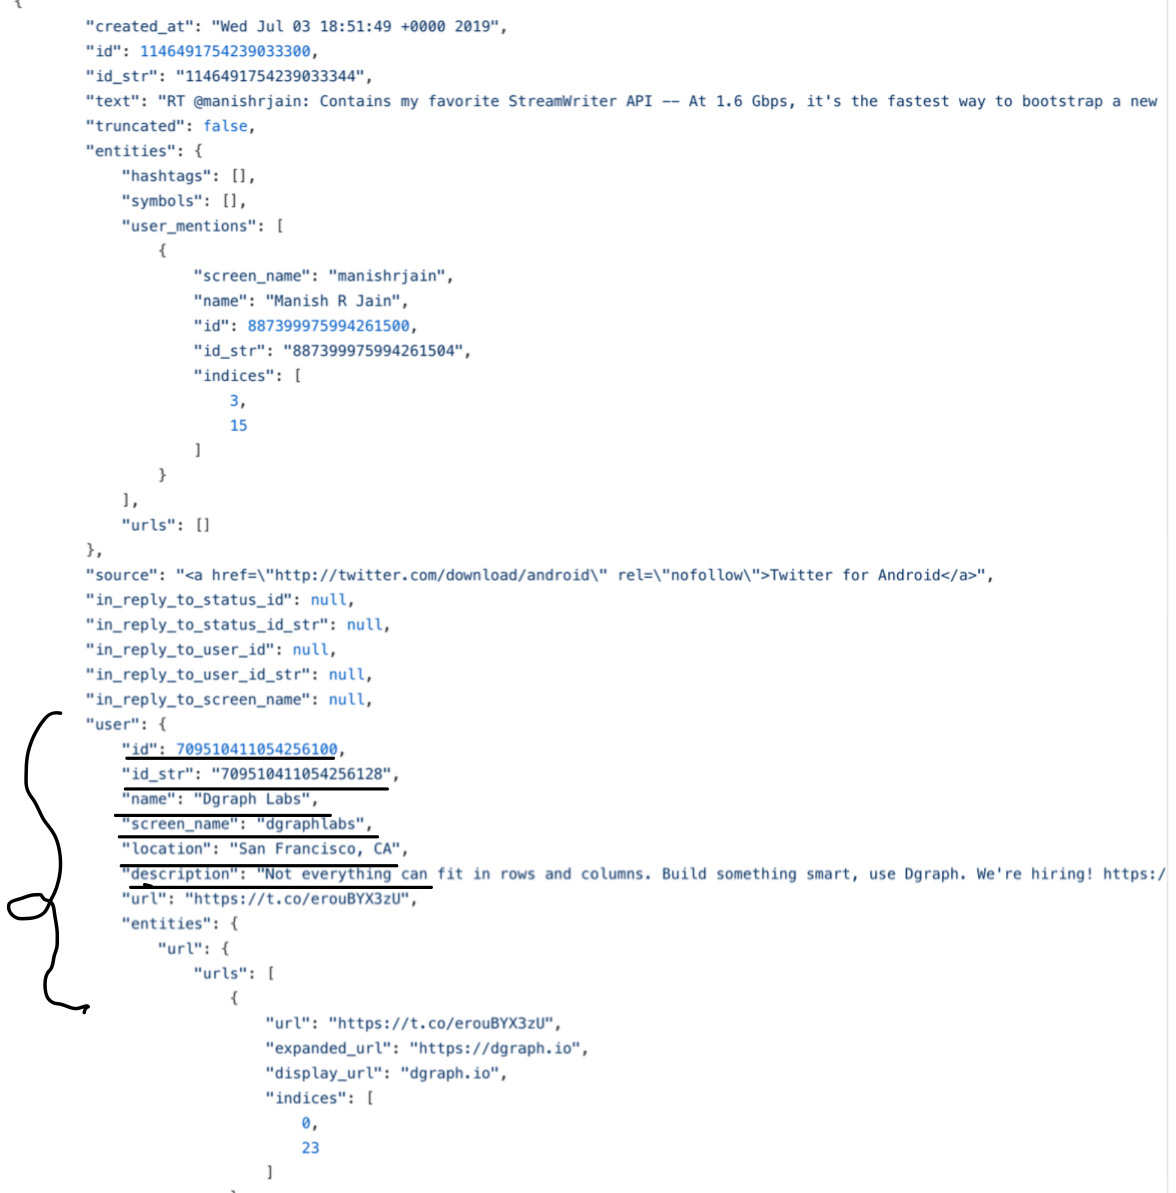 {
"created_at": "Wed Jul 03 18:51:49 +0000 2019",
"id": 1146491754239033300,
"id_str": "1146491754239033344",
"text": "RT @manishrjain: Contains my favorite StreamWriter API -- At 1.6 Gbps, it's the fastest way to bootstrap a new
"truncated": false,
"entities": {
"hashtags": [],
"symbols": [],
"user_mentions": [
{
"screen_name": "manishrjain",
"name": "Manish R Jain",
"id": 887399975994261500,
"id_str": "887399975994261504",
"indices": [
3,
15
]
}
],
"urls": []
},
"source": "<a href=\"http://twitter.com/download/android\" rel=\"nofollow\">Twitter for Android</a>",
"in_reply_to_status_id": null,
"in_reply_to_status_id_str": null,
"in_reply_to_user_id": null,
"in_reply_to_user_id_str": null,
"in_reply_to_screen_name": null,
"user": {
"id": 709510411054256100,
"id_str": "709510411054256128",
"name": "Dgraph Labs",
"screen_name": "dgraphlabs",
"location": "San Francisco, CA",
"description": "Not everything can fit in rows and columns. Build something smart, use Dgraph. We're hiring! https:/
"url": "https://t.co/erouBYX3zU",
"entities": {
"url": {
"urls": [
{
"url": "https://t.co/erouBYX3zU",
"expanded_url": "https://dgraph.io",
"display_url": "dgraph.io",
"indices": [
0,
23
]
}